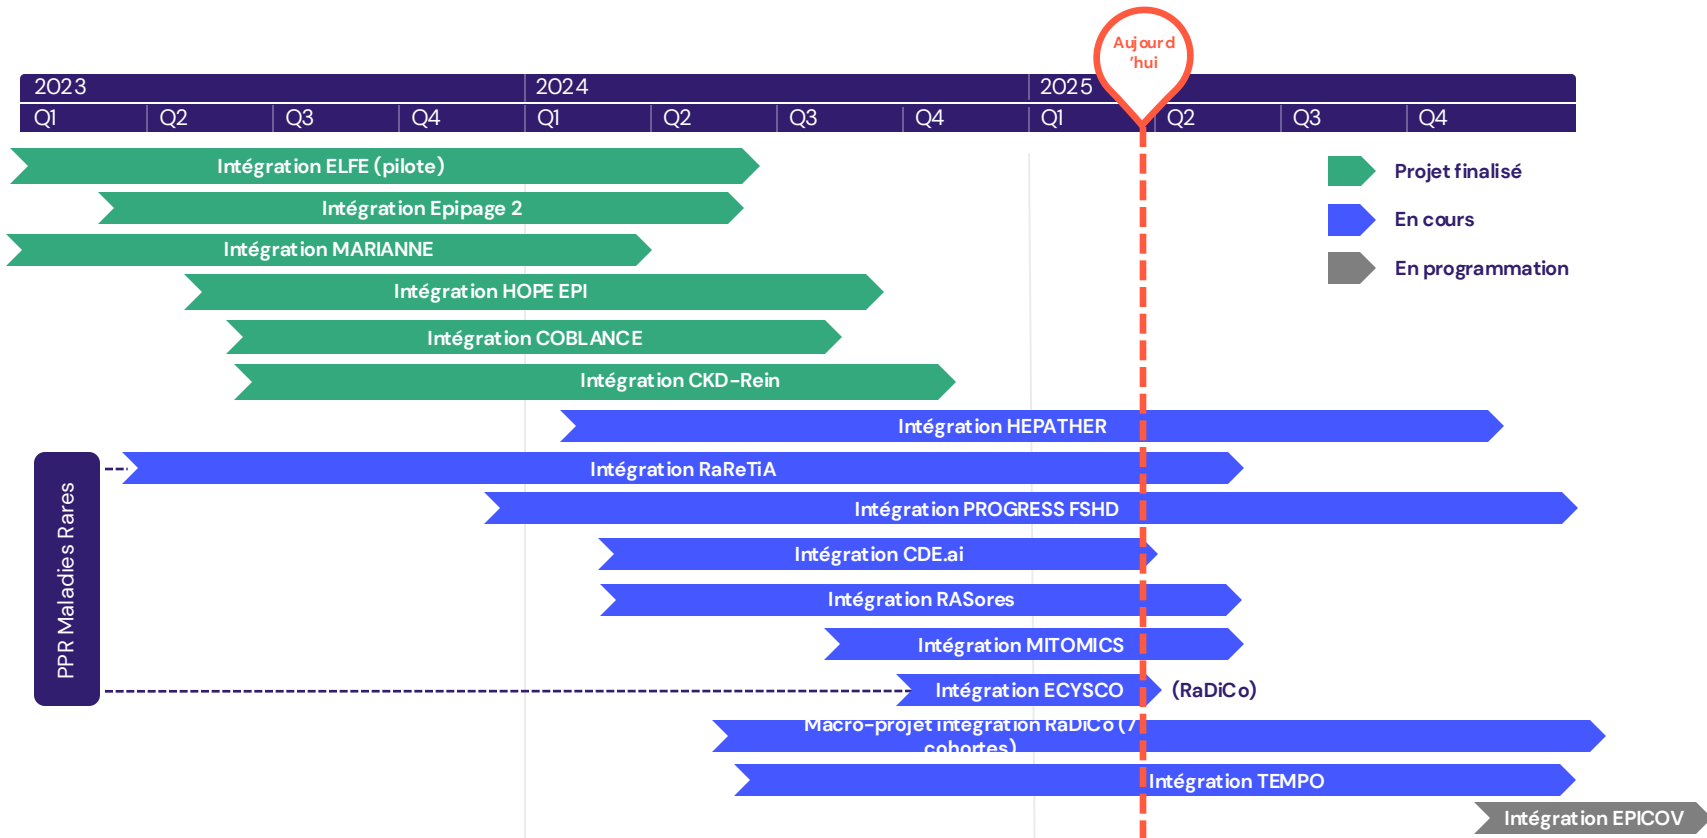 Aujourd
’hui
2023
2024
2025
Q1
Q2
Q3
Q4
Q1
Q2
Q3
Q4
Q1
Q2
Q3
Q4
Intégration ELFE (pilote)
Projet finalisé
Intégration Epipage 2
En cours
Intégration MARIANNE
En programmation
Intégration HOPE EPI
Intégration COBLANCE
Intégration CKD-Rein
Intégration HEPATHER
PPR Maladies Rares
Intégration RaReTiA
Intégration PROGRESS FSHD
Intégration CDE.ai
Intégration RASores
Intégration MITOMICS
Intégration ECYSCO
(RaDiCo)
Macro-projet intégration RaDiCo (7
cohortes)
Intégration TEMPO
Intégration EPICOV